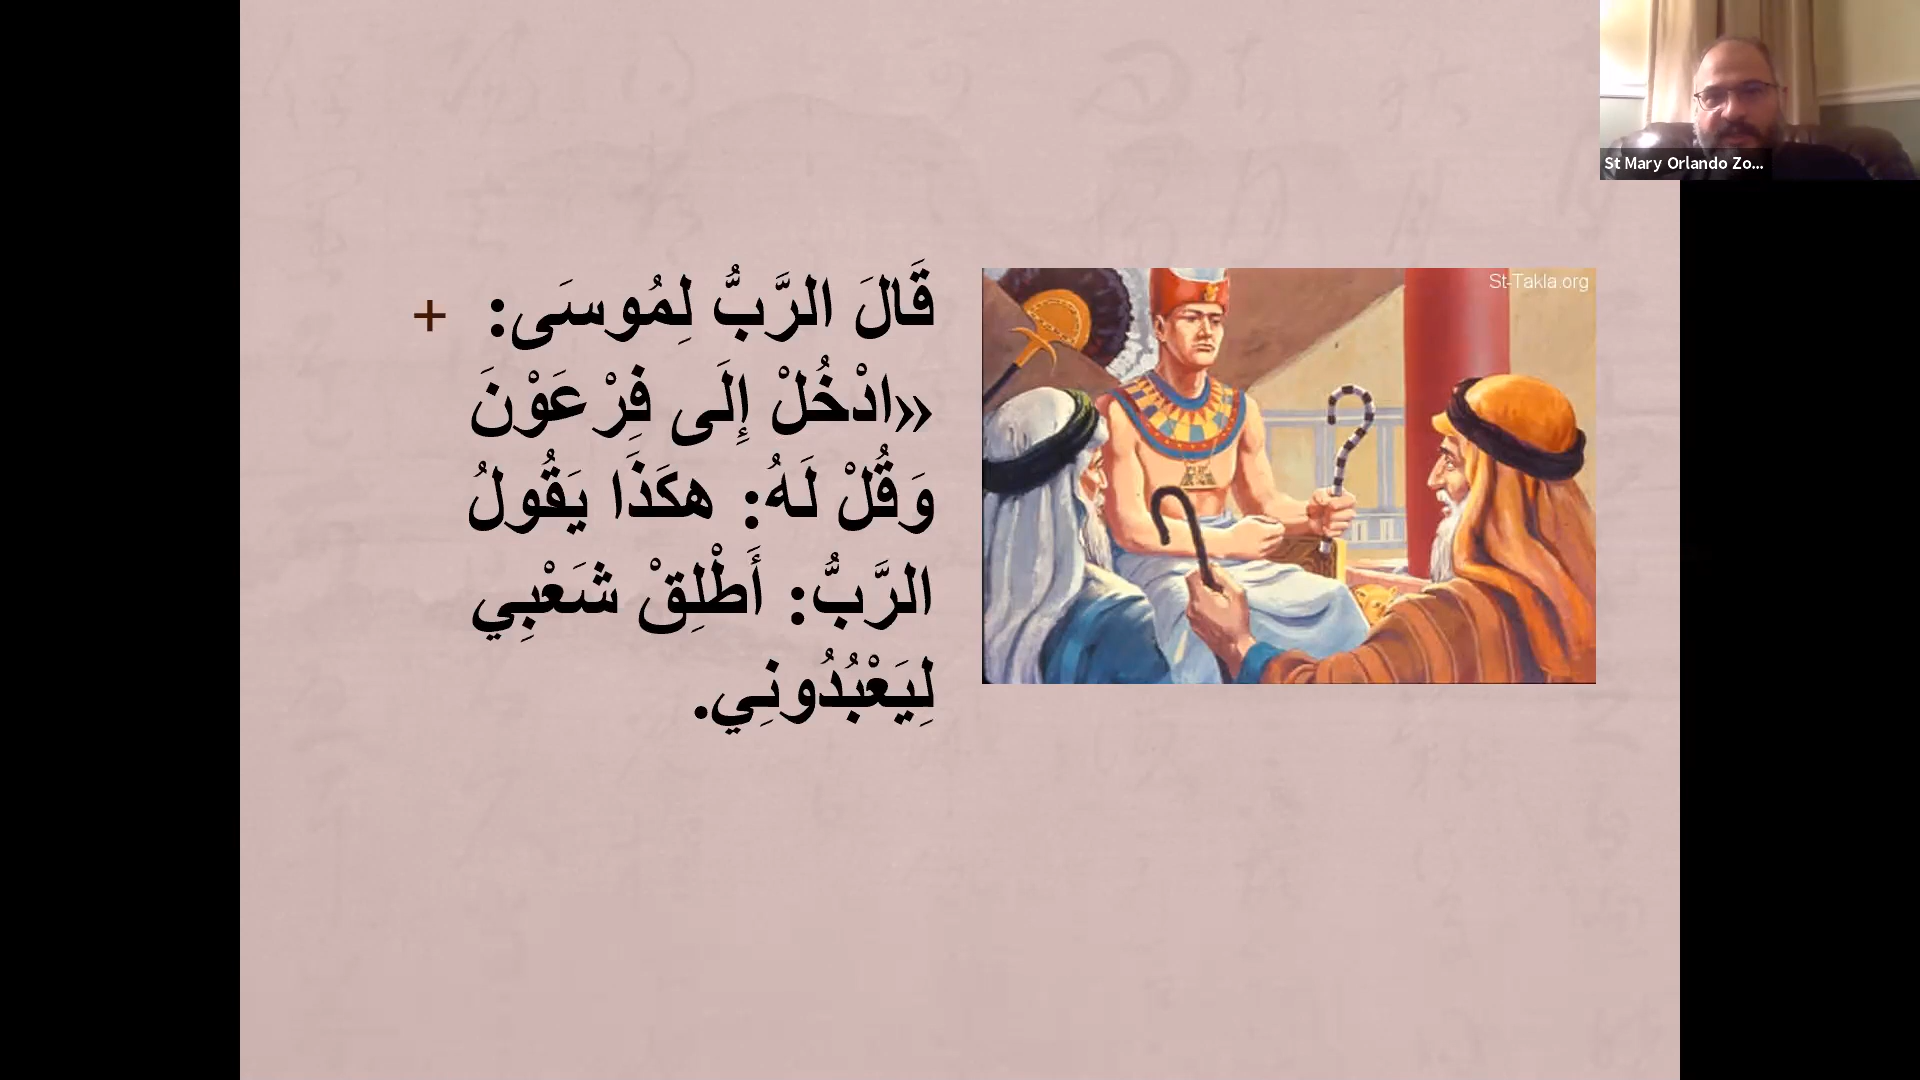 قَالَ الرَّبُّ لِمُوسَى: +
«ادْخُلْ إِلَى فِرْعَوْنَ
وَقُلْ لَهُ: هكَذَا يَقُولُ
الرَّبُّ: أَطْلِقْ شَعْبِي
لِيَعْبُدُونِي.
St-Takla.org
St Mary Orlando Zo...